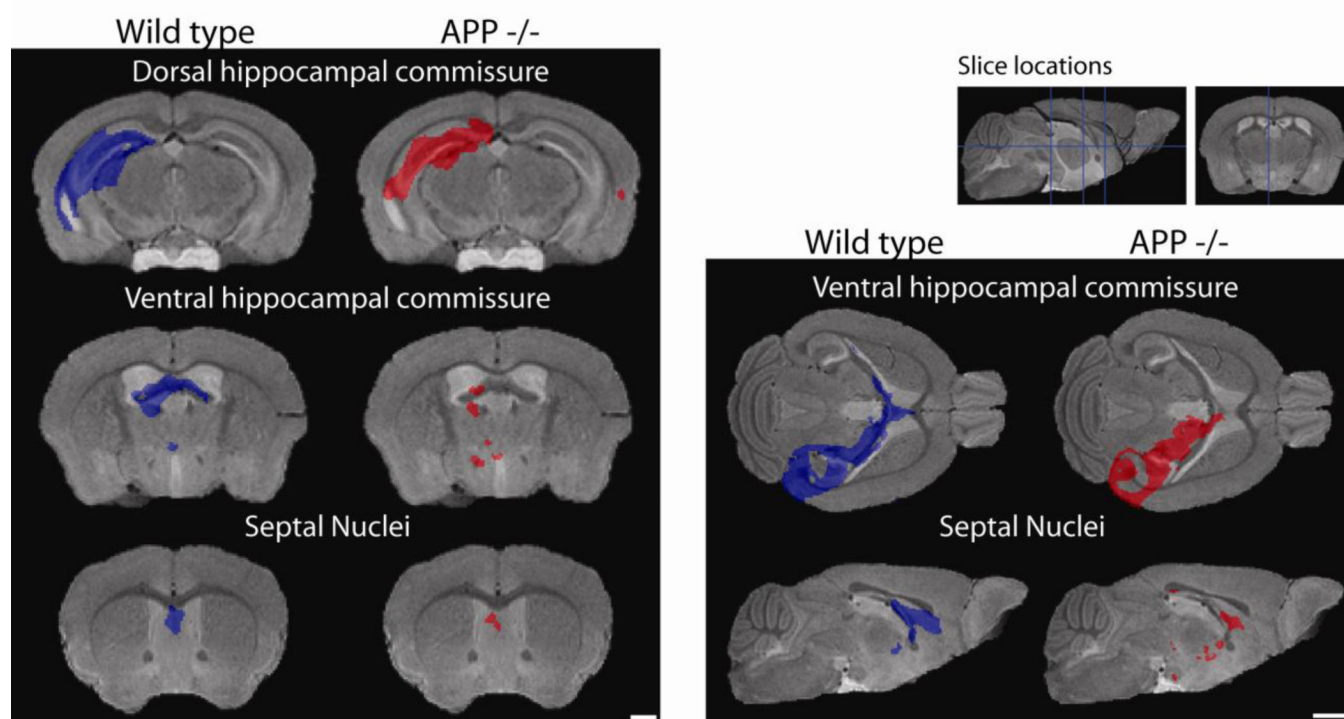 Wild type
APP -/-
Dorsal hippocampal commissure
Ventral hippocampal commissure
Septal Nuclei
Slice locations
Wild type
APP -/-
Ventral hippocampal commissure
Septal Nuclei